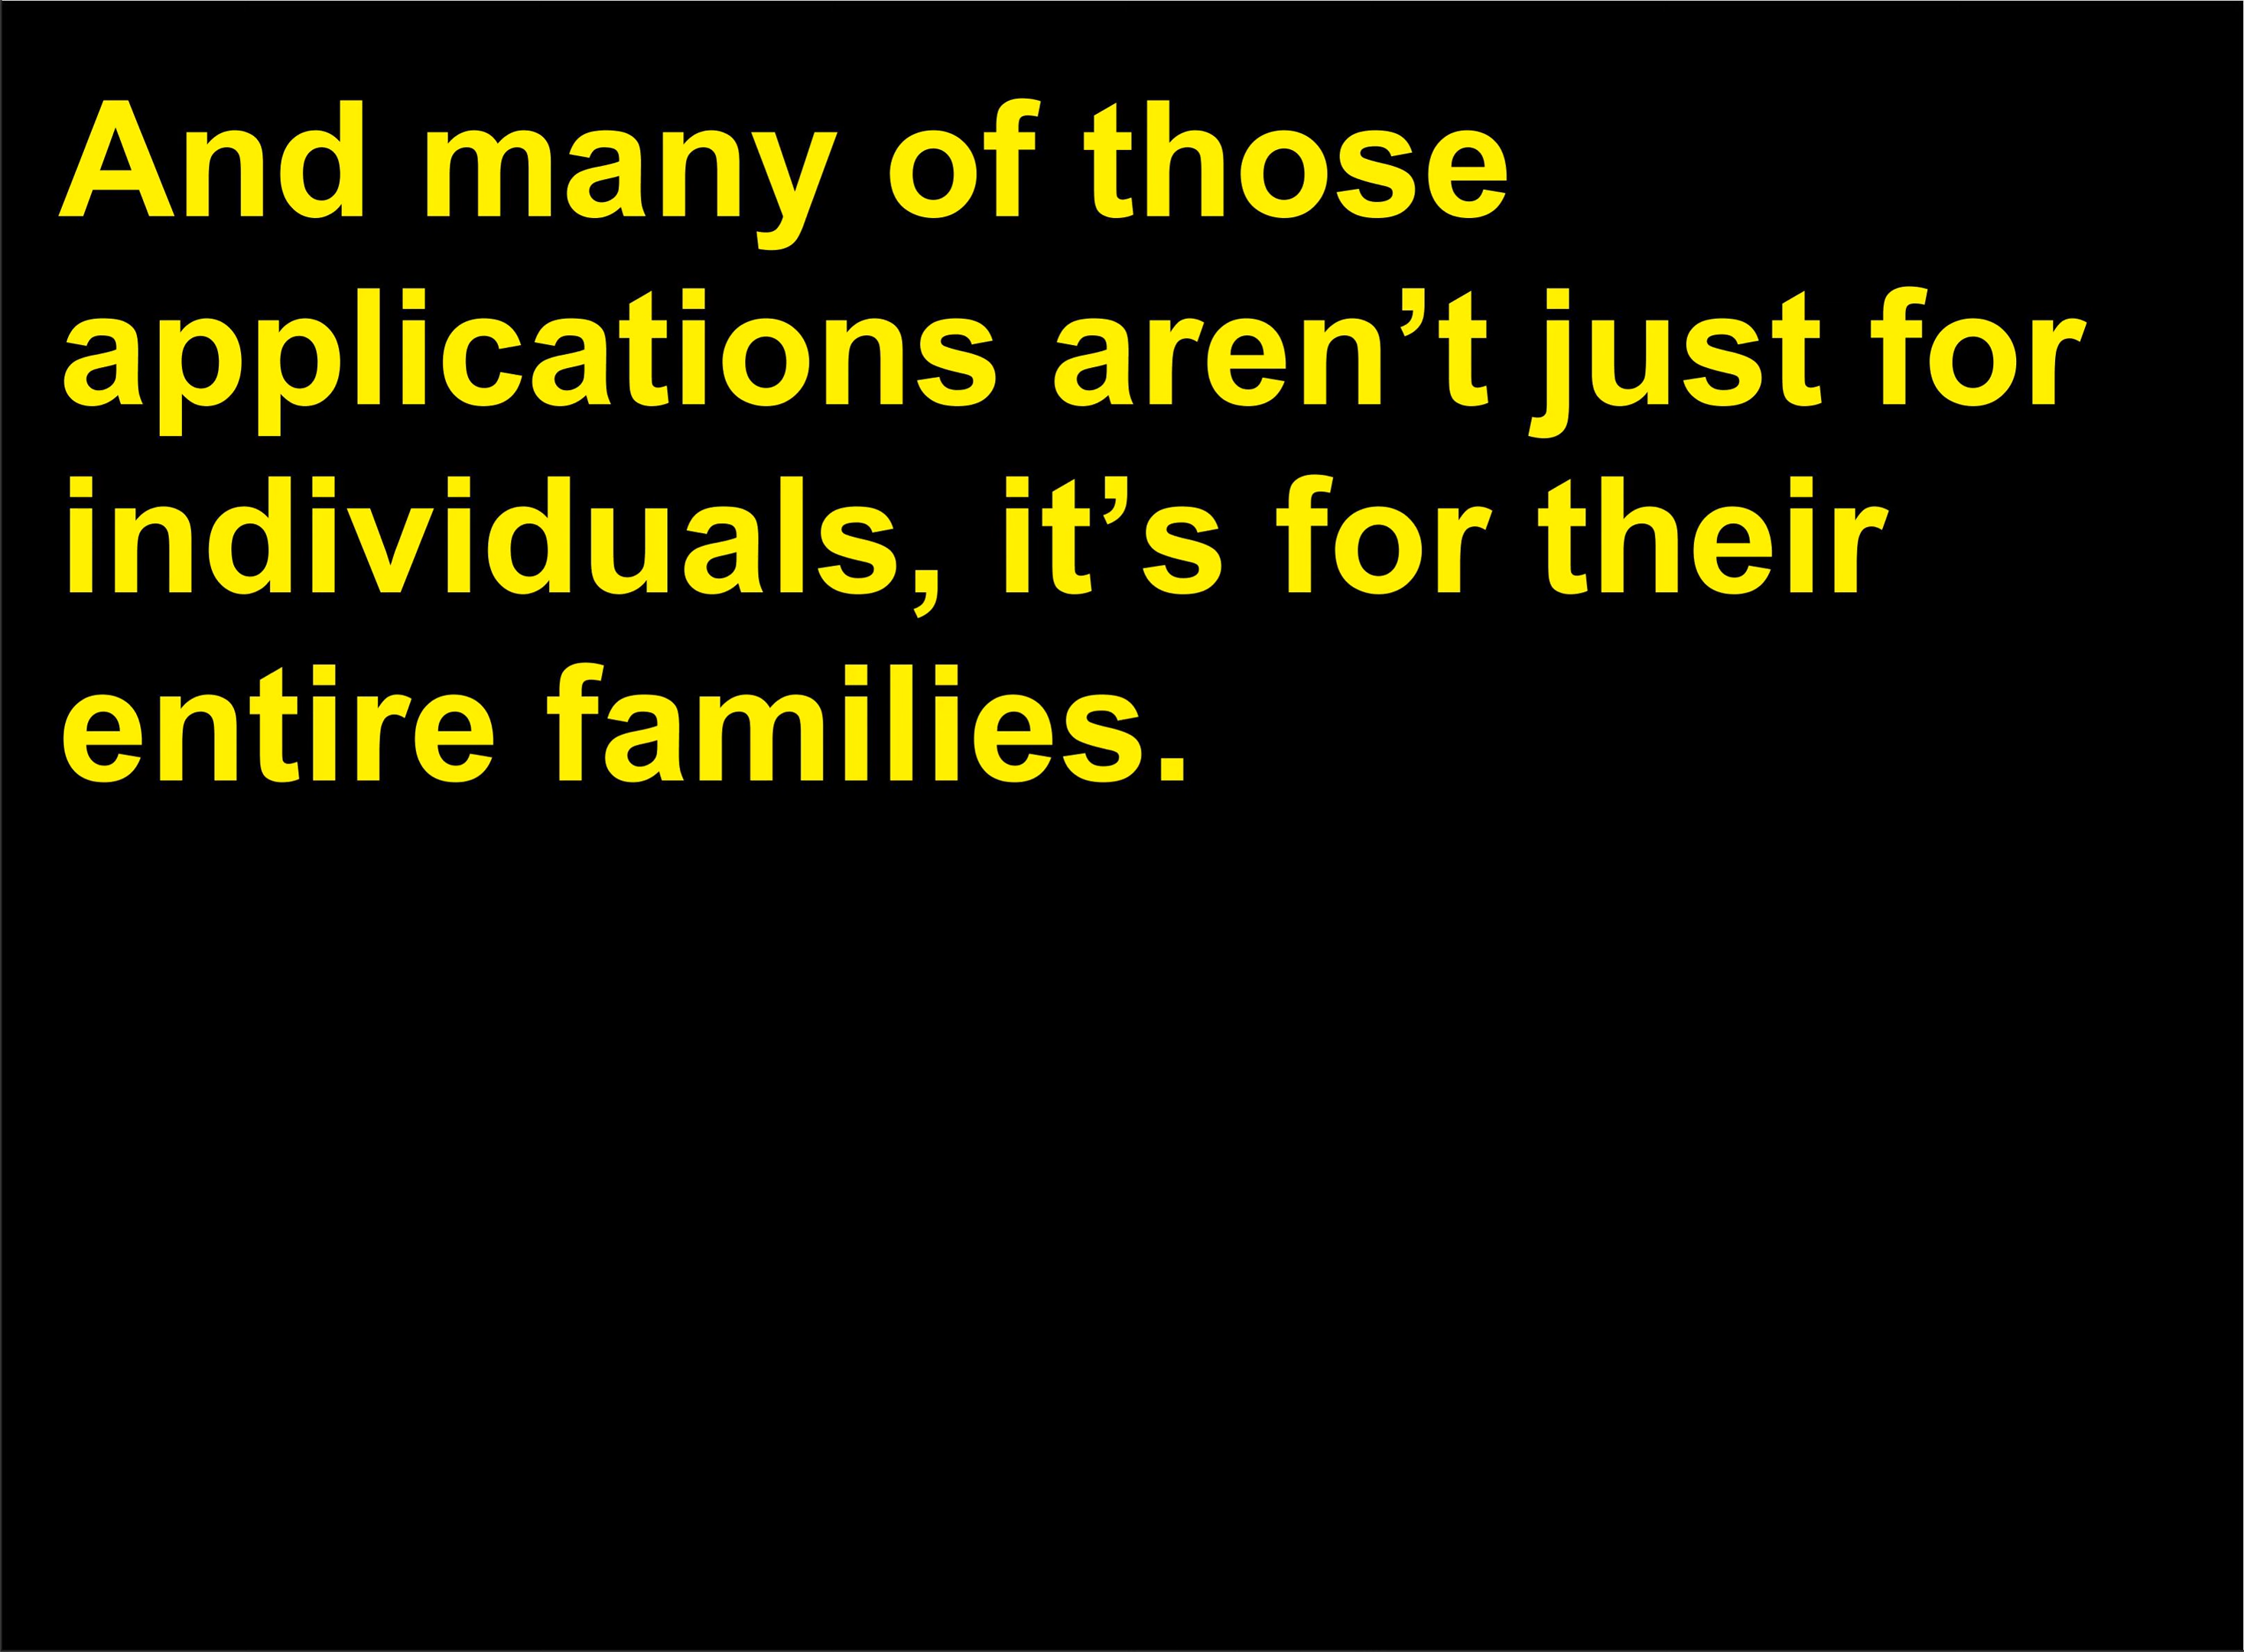 And many of those
applications aren’t just for
individuals, it’s for their
entire families.